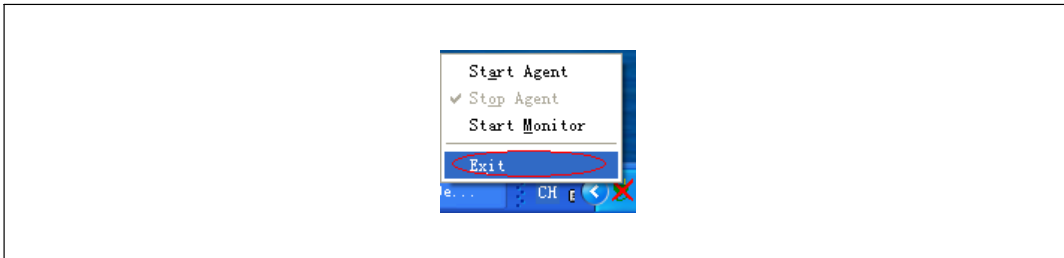 Start Agent
Stop Agent
Start Monitor
Exit
e...
CH